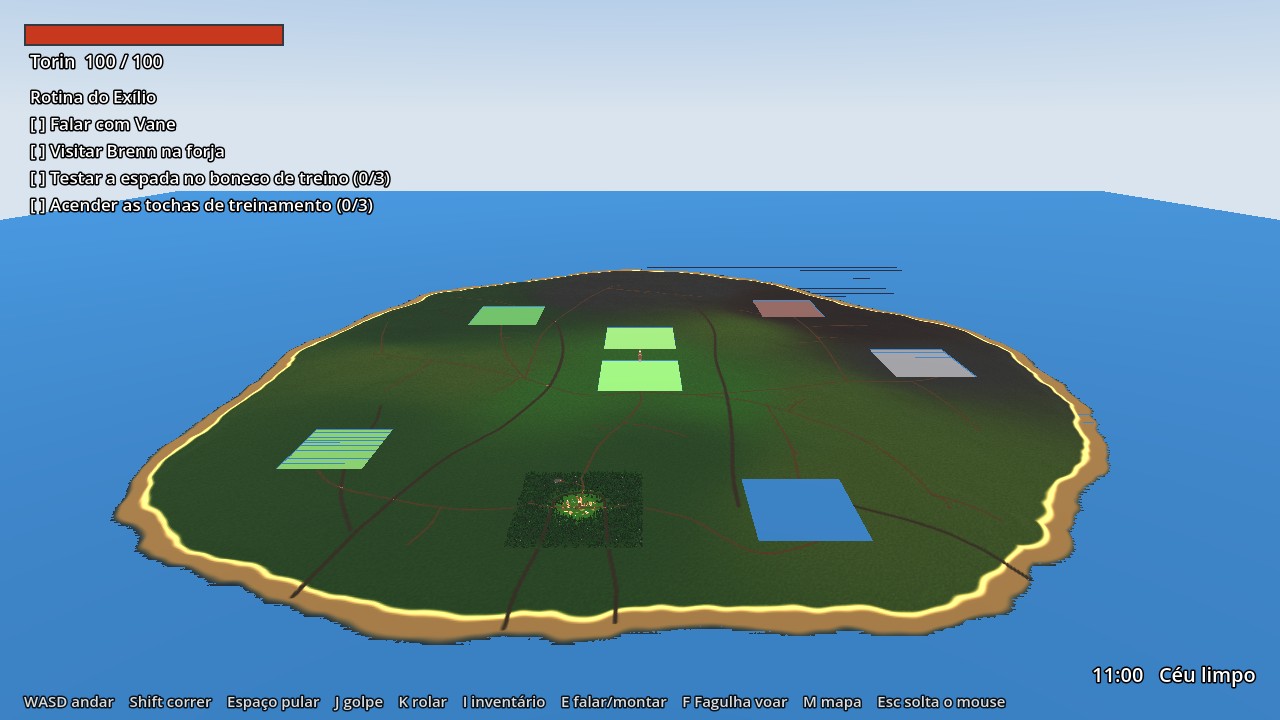 Torin 100 / 100
Rotina do Exílio
[ ] Falar com Vane
[ ] Visitar Brenn na forja
[ ] Testar a espada no boneco de treino (0/3)
[ ] Acender as tochas de treinamento (0/3)
11:00 Céu limpo
WASD andar Shift correr Espaço pular J golpe K rolar I inventário E falar/montar F Fagulha voar M mapa Esc solta o mouse